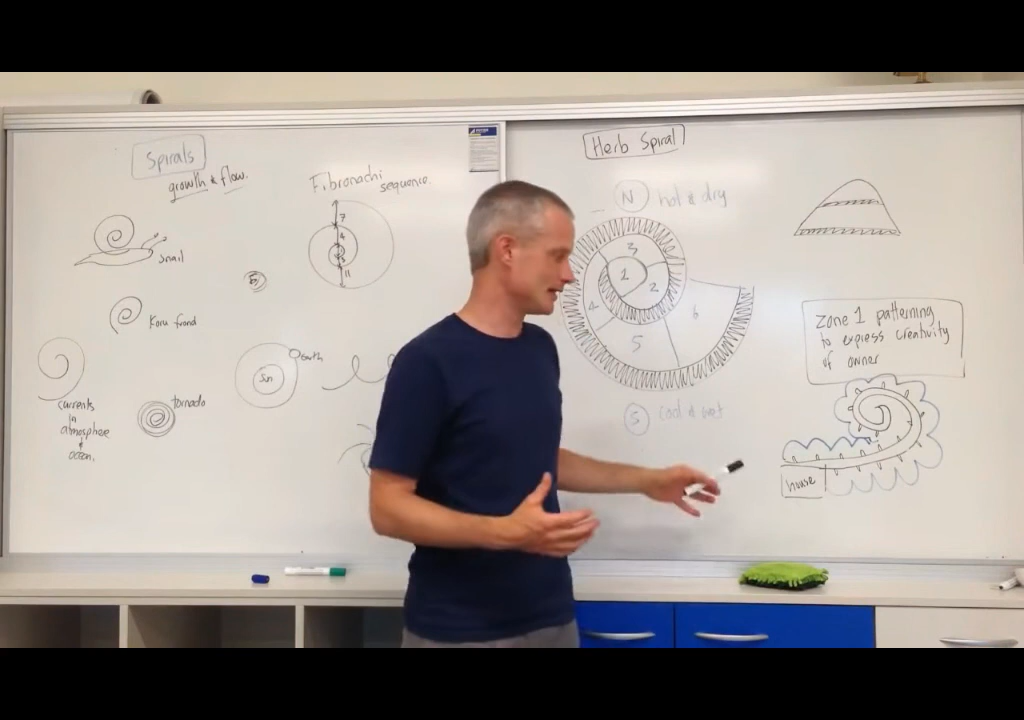 Spirals
growth & flow.
Snail
Koru frond
currents
in
atmosphere
&
ocean.
tornado
Fibronachi
sequence.
7
4
11
Sun
Earth
Herb Spiral
N hot & dry
3
1
2
4
5
6
S cool & wet
Zone 1 patterning
to express creativity
of owner
house